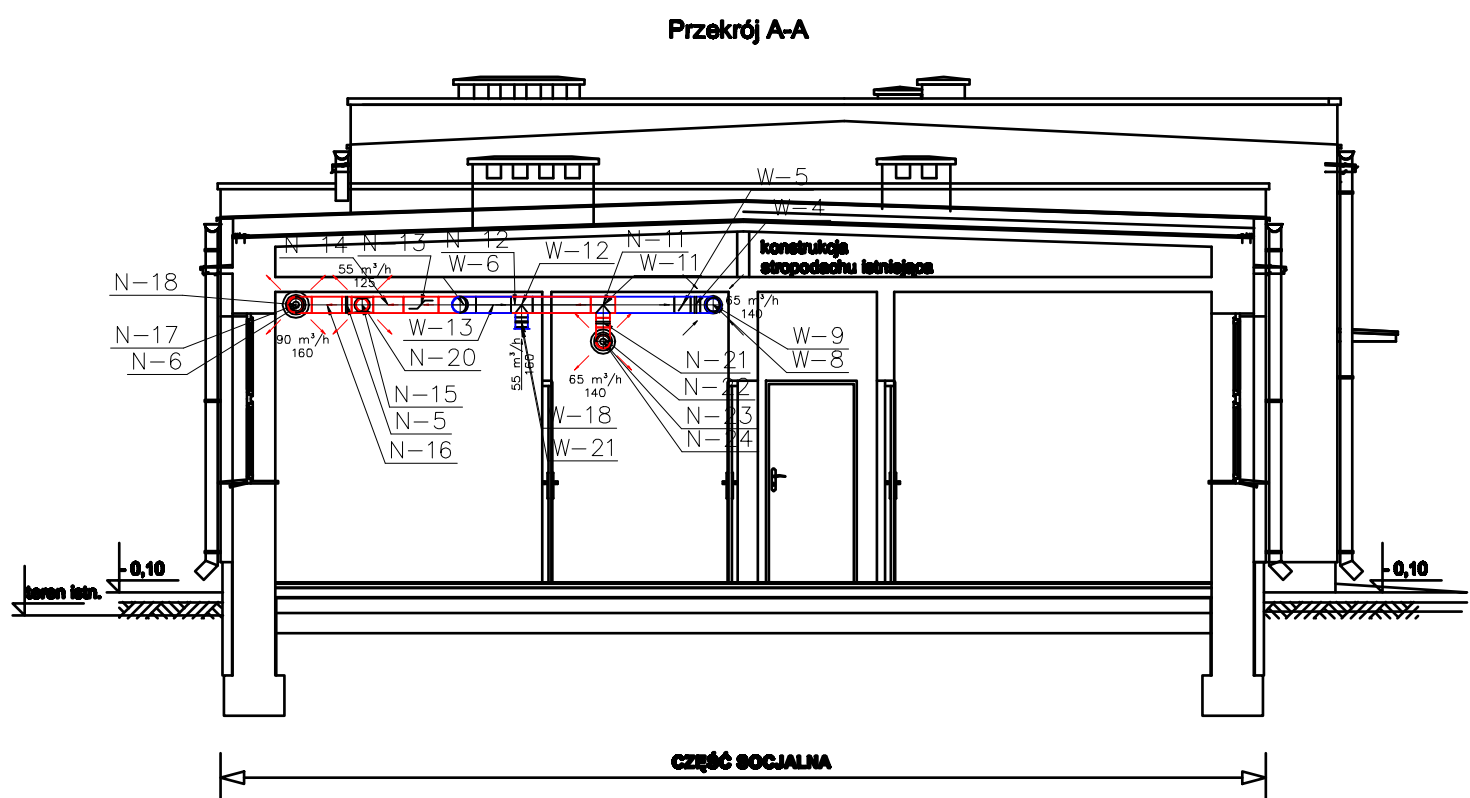 Przekrój A-A
W-5
W-4
N-14
N-13
N-12
W-6
W-12
N-11
W-11
konstrukcja
stropodachu istniejąca
55 m³/h
125
N-18
65 m³/h
140
N-17
N-6
90 m³/h
160
W-13
N-20
55 m³/h
160
65 m³/h
140
W-9
W-8
N-21
N-22
N-15
N-5
N-16
W-18
W-21
N-23
N-24
- 0,10
teren istn.
- 0,10
CZĘŚĆ SOCJALNA